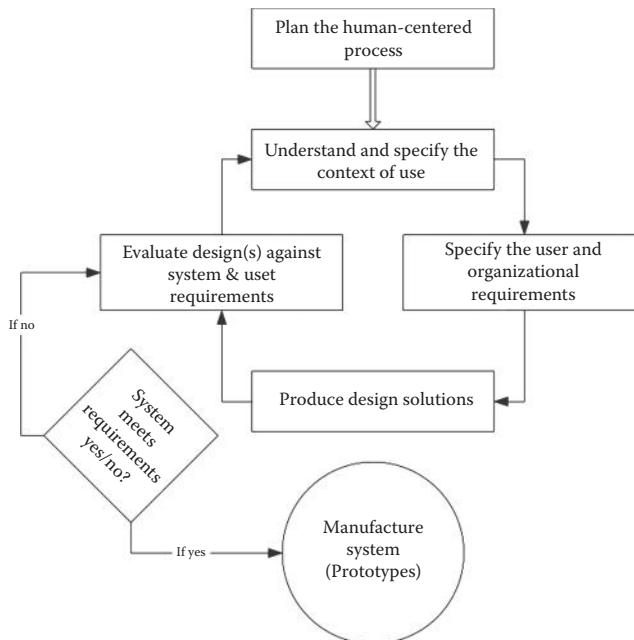 Plan the human-centered
process
Understand and specify the
context of use
Evaluate design(s) against
system & uset
requirements
Specify the user and
organizational
requirements
If no
Produce design solutions
System
meets
requirements
yes/no?
If yes
Manufacture
system
(Prototypes)